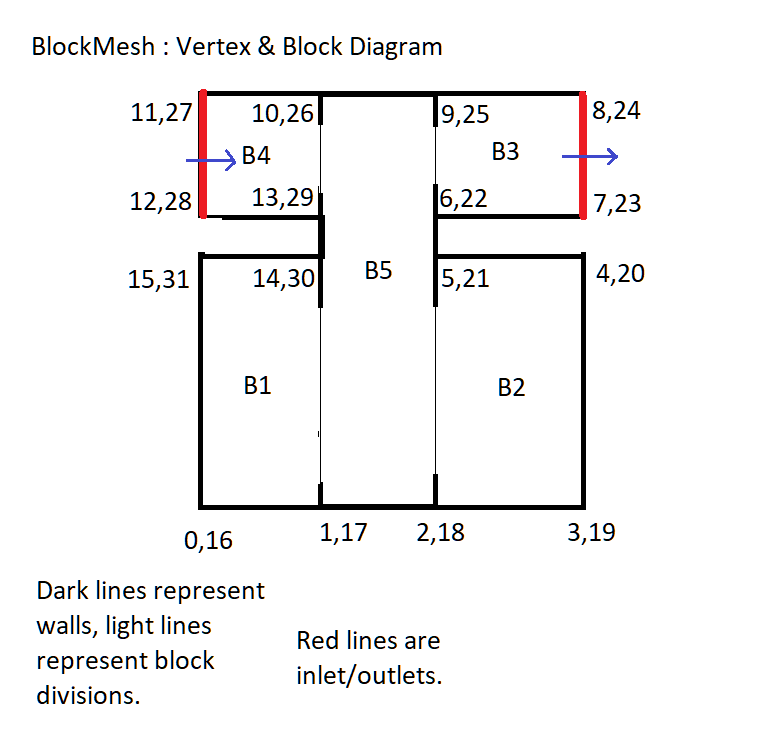 BlockMesh : Vertex & Block Diagram
11,27
10,26
9,25
8,24
B4
B3
12,28
13,29
6,22
7,23
15,31
14,30
B5
5,21
4,20
B1
B2
0,16
1,17
2,18
3,19
Dark lines represent
walls, light lines
represent block
divisions.
Red lines are
inlet/outlets.